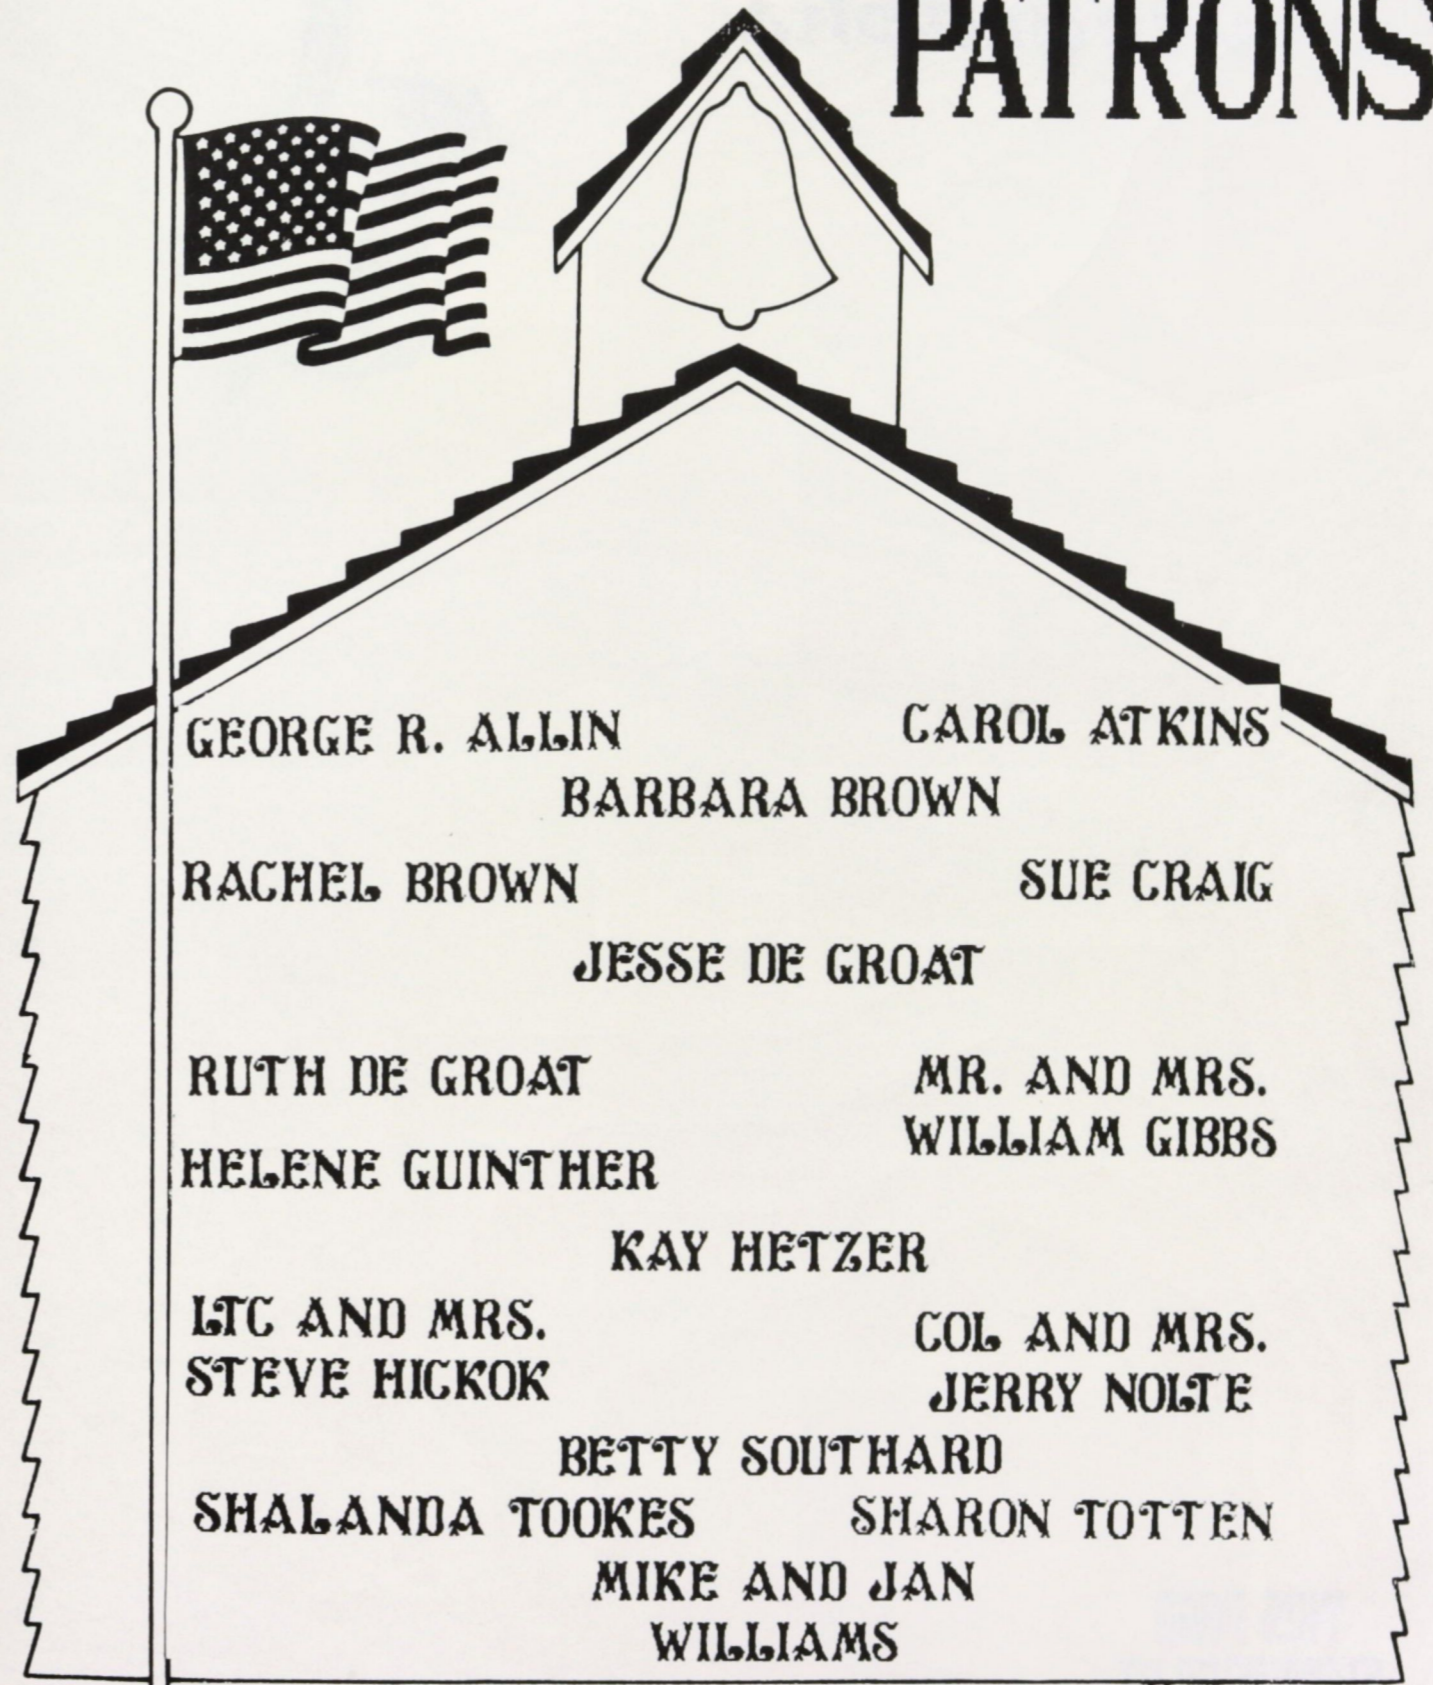 PATRONS
GEORGE R. ALLIN
CAROL ATKINS
BARBARA BROWN
RACHEL BROWN
SUE CRAIG
JESSE DE GROAT
RUTH DE GROAT
MR. AND MRS.
WILLIAM GIBBS
HELENE GUINTHER
KAY HETZER
LTC AND MRS.
STEVE HICKOK
COL AND MRS.
JERRY NOLTE
BETTY SOUTHARD
SHALANDA TOOKES
SHARON TOTTEN
MIKE AND JAN
WILLIAMS